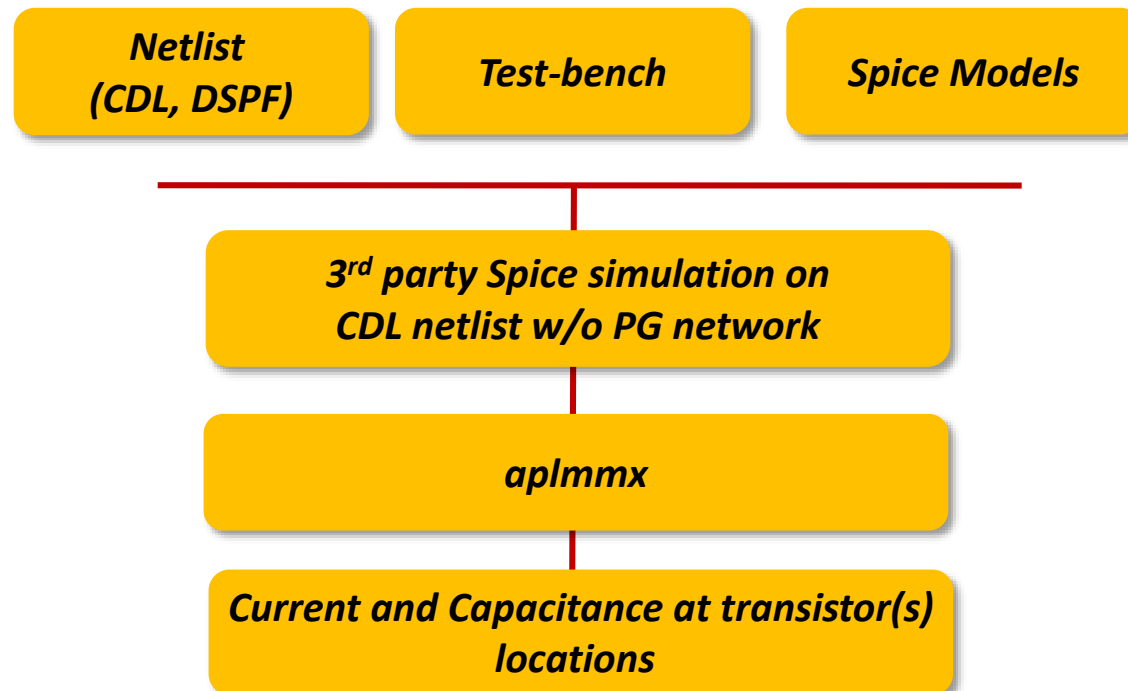 Netlist
(CDL, DSPF)
Test-bench
Spice Models
3rd party Spice simulation on
CDL netlist w/o PG network
aplmmx
Current and Capacitance at transistor(s)
locations